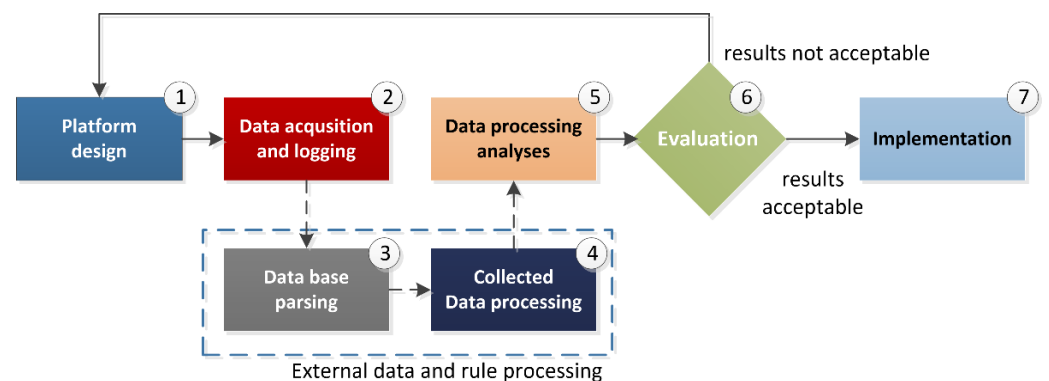 results not acceptable
1
Platform
design
2
Data acqusition
and logging
5
Data processing
analyses
6
Evaluation
7
Implementation
results
acceptable
3
Data base
parsing
4
Collected
Data processing
External data and rule processing